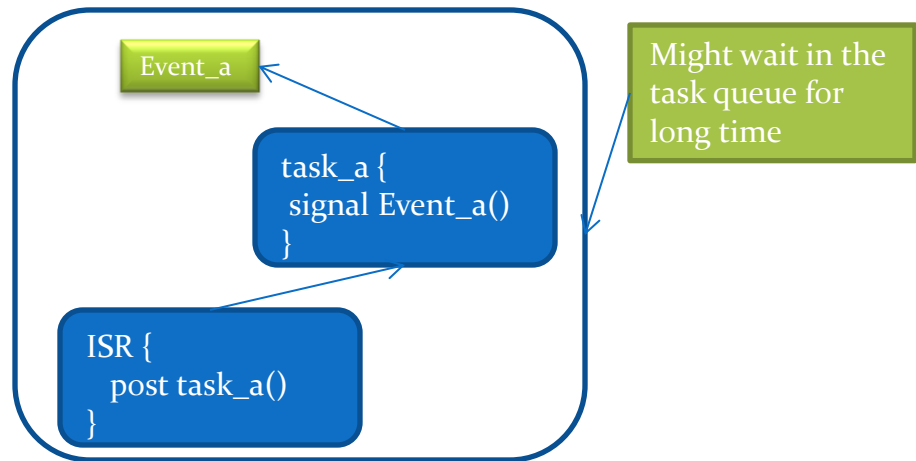 Event_a
Might wait in the
task queue for
long time
task_a {
signal Event_a()
}
ISR {
post task_a()
}